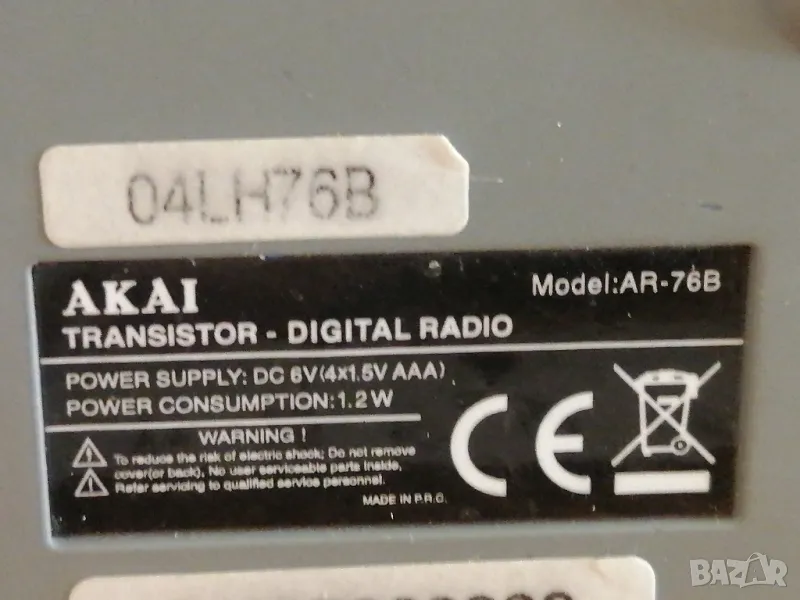 04LH76B
AKAI
Model:AR-76B
TRANSISTOR - DIGITAL RADIO
POWER SUPPLY: DC 6V(4x1.5V AAA)
POWER CONSUMPTION:1.2W
WARNING !
To reduce the risk of electric shock; Do not remove
cover(or back), No user serviceable parts inside,
Refer servicing to qualified service personnel.
MADE IN P.R.C.
CE
BAZAR